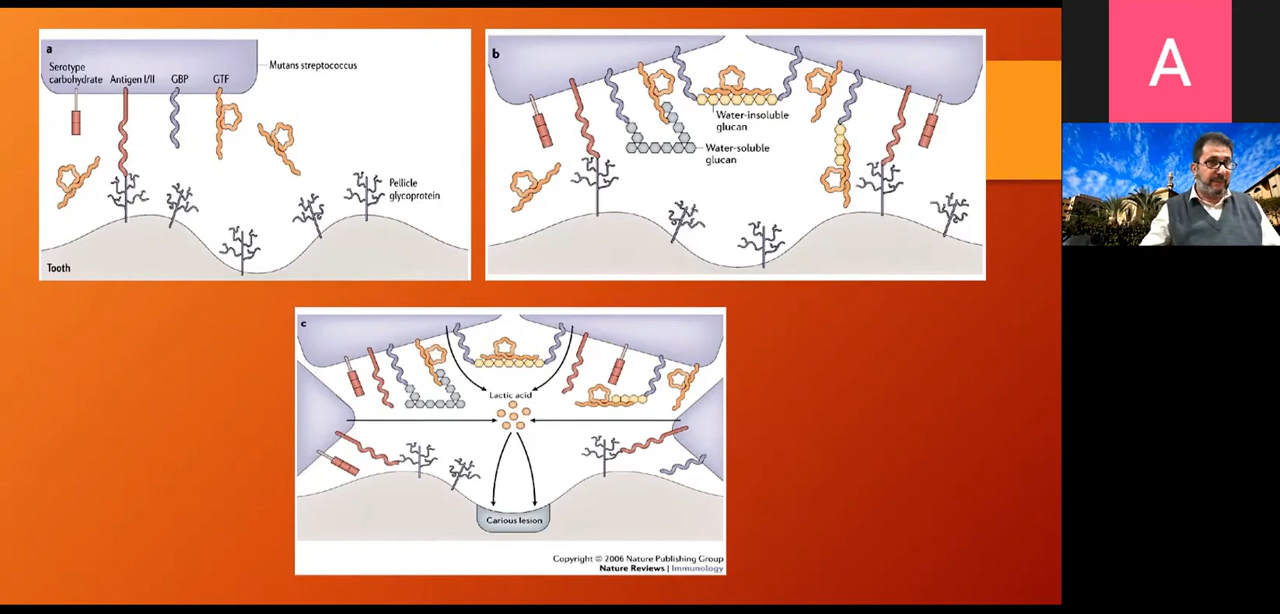 a
Serotype
carbohydrate
Antigen I/II
GBP
GTF
Mutans streptococcus
Pellicle
glycoprotein
Tooth
b
Water-insoluble
glucan
Water-soluble
glucan
c
Lactic acid
Carious lesion
Copyright © 2006 Nature Publishing Group
Nature Reviews | Immunology
A